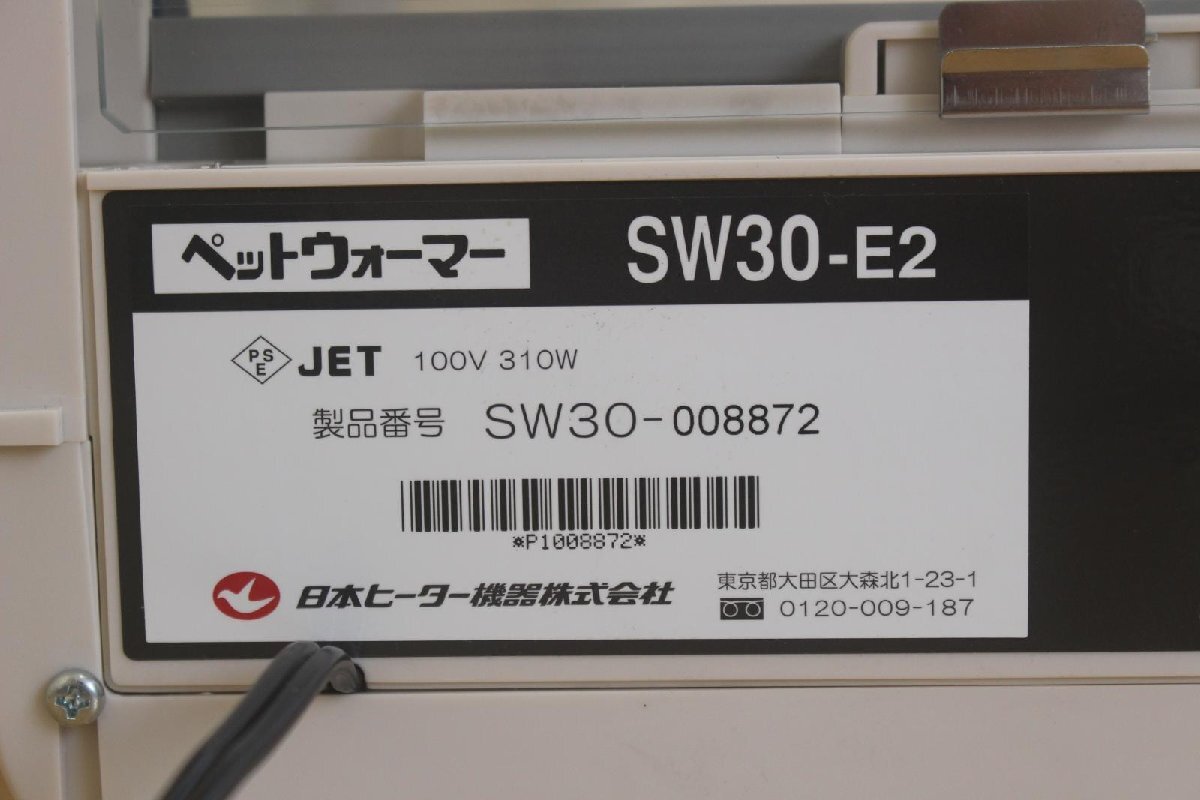 ペットウォーマー SW30-E2
PSE JET 100V 310W
製品番号 SW30-008872
*P1008872*
日本ヒーター機器株式会社 東京都大田区大森北1-23-1
0120-009-187